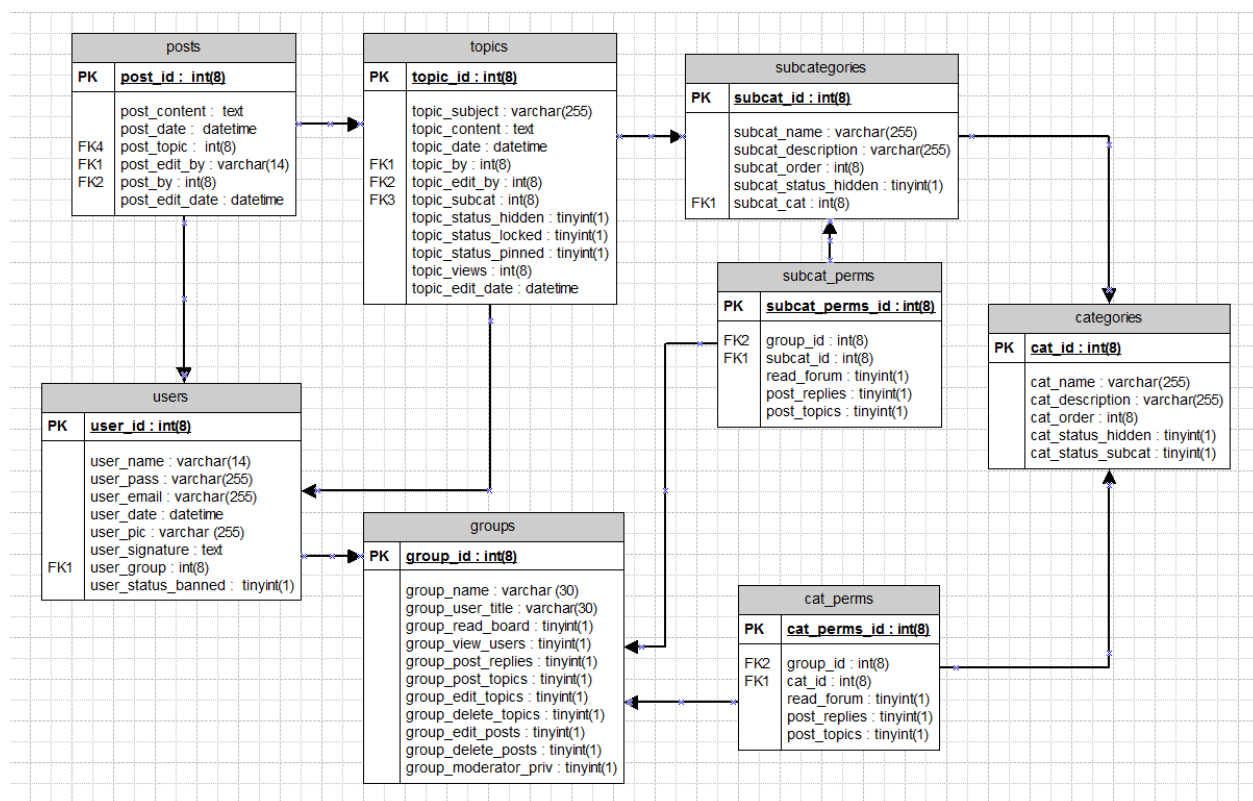 posts
PK post_id : int(8)
post_content : text
post_date : datetime
FK4 post_topic : int(8)
FK1 post_edit_by : varchar(14)
FK2 post_by : int(8)
post_edit_date : datetime
topics
PK topic_id : int(8)
topic_subject : varchar(255)
topic_content : text
topic_date : datetime
FK1 topic_by : int(8)
FK2 topic_edit_by : int(8)
FK3 topic_subcat : int(8)
topic_status_hidden : tinyint(1)
topic_status_locked : tinyint(1)
topic_status_pinned : tinyint(1)
topic_views : int(8)
topic_edit_date : datetime
subcategories
PK subcat_id : int(8)
subcat_name : varchar(255)
subcat_description : varchar(255)
subcat_order : int(8)
subcat_status_hidden : tinyint(1)
FK1 subcat_cat : int(8)
subcat_perms
PK subcat_perms_id : int(8)
FK2 group_id : int(8)
FK1 subcat_id : int(8)
read_forum : tinyint(1)
post_replies : tinyint(1)
post_topics : tinyint(1)
categories
PK cat_id : int(8)
cat_name : varchar(255)
cat_description : varchar(255)
cat_order : int(8)
cat_status_hidden : tinyint(1)
cat_status_subcat : tinyint(1)
users
PK user_id : int(8)
user_name : varchar(14)
user_pass : varchar(255)
user_email : varchar(255)
user_date : datetime
user_pic : varchar (255)
user_signature : text
FK1 user_group : int(8)
user_status_banned : tinyint(1)
groups
PK group_id : int(8)
group_name : varchar (30)
group_user_title : varchar(30)
group_read_board : tinyint(1)
group_view_users : tinyint(1)
group_post_replies : tinyint(1)
group_post_topics : tinyint(1)
group_edit_topics : tinyint(1)
group_delete_topics : tinyint(1)
group_edit_posts : tinyint(1)
group_delete_posts : tinyint(1)
group_moderator_priv : tinyint(1)
cat_perms
PK cat_perms_id : int(8)
FK2 group_id : int(8)
FK1 cat_id : int(8)
read_forum : tinyint(1)
post_replies : tinyint(1)
post_topics : tinyint(1)